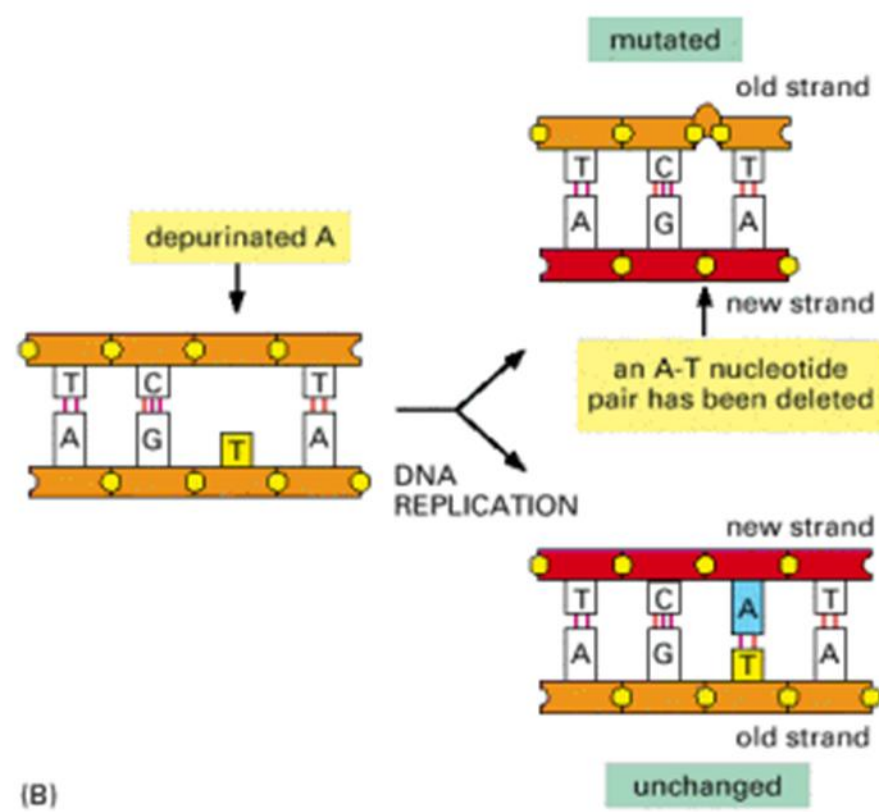 mutated
old strand
T C T
A G A
new strand
an A-T nucleotide
pair has been deleted
depurinated A
T C T
A G T A
DNA
REPLICATION
new strand
T C A T
A G T A
old strand
unchanged
(B)